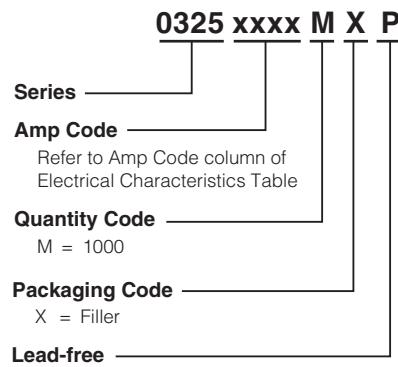 0325 xxxx M X P
Series
Amp Code
Refer to Amp Code column of
Electrical Characteristics Table
Quantity Code
M = 1000
Packaging Code
X = Filler
Lead-free